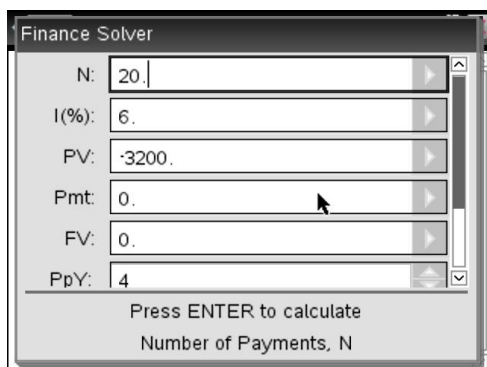 Finance Solver
N: 20.
I(%): 6.
PV: -3200.
Pmt: 0.
FV: 0.
PpY: 4
Press ENTER to calculate
Number of Payments, N